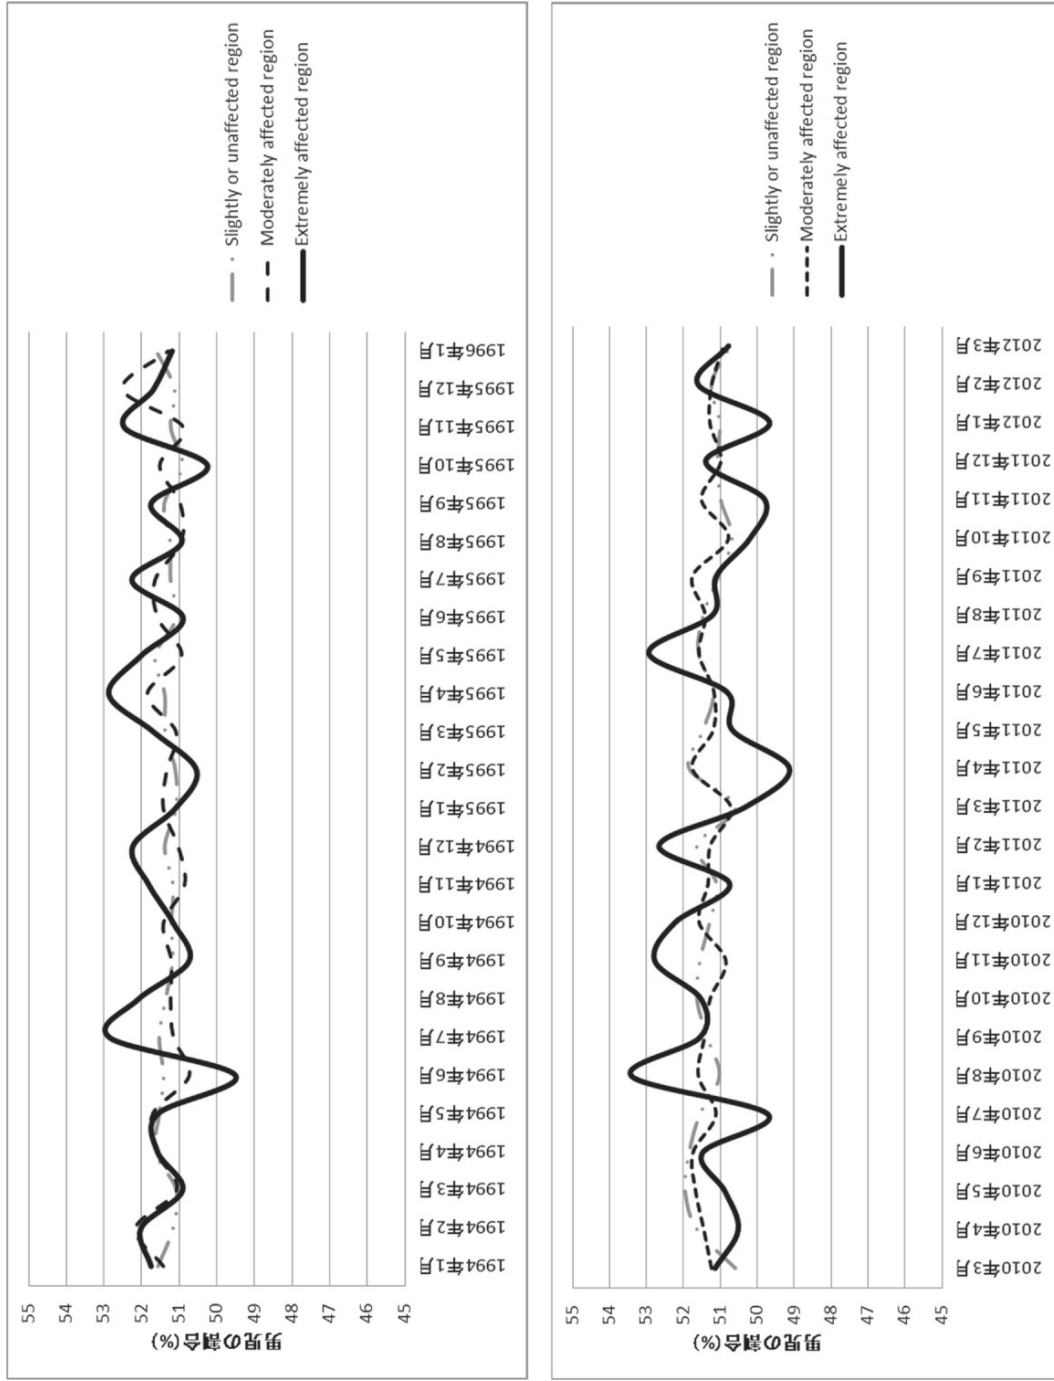 55
54
53
52
51
50
49
48
47
46
45
男児の割合(%)
1994年1月
1994年2月
1994年3月
1994年4月
1994年5月
1994年6月
1994年7月
1994年8月
1994年9月
1994年10月
1994年11月
1994年12月
1995年1月
1995年2月
1995年3月
1995年4月
1995年5月
1995年6月
1995年7月
1995年8月
1995年9月
1995年10月
1995年11月
1995年12月
1996年1月
Slightly or unaffected region
Moderately affected region
Extremely affected region
55
54
53
52
51
50
49
48
47
46
45
男児の割合(%)
2010年3月
2010年4月
2010年5月
2010年6月
2010年7月
2010年8月
2010年9月
2010年10月
2010年11月
2010年12月
2011年1月
2011年2月
2011年3月
2011年4月
2011年5月
2011年6月
2011年7月
2011年8月
2011年9月
2011年10月
2011年11月
2011年12月
2012年1月
2012年2月
2012年3月
Slightly or unaffected region
Moderately affected region
Extremely affected region